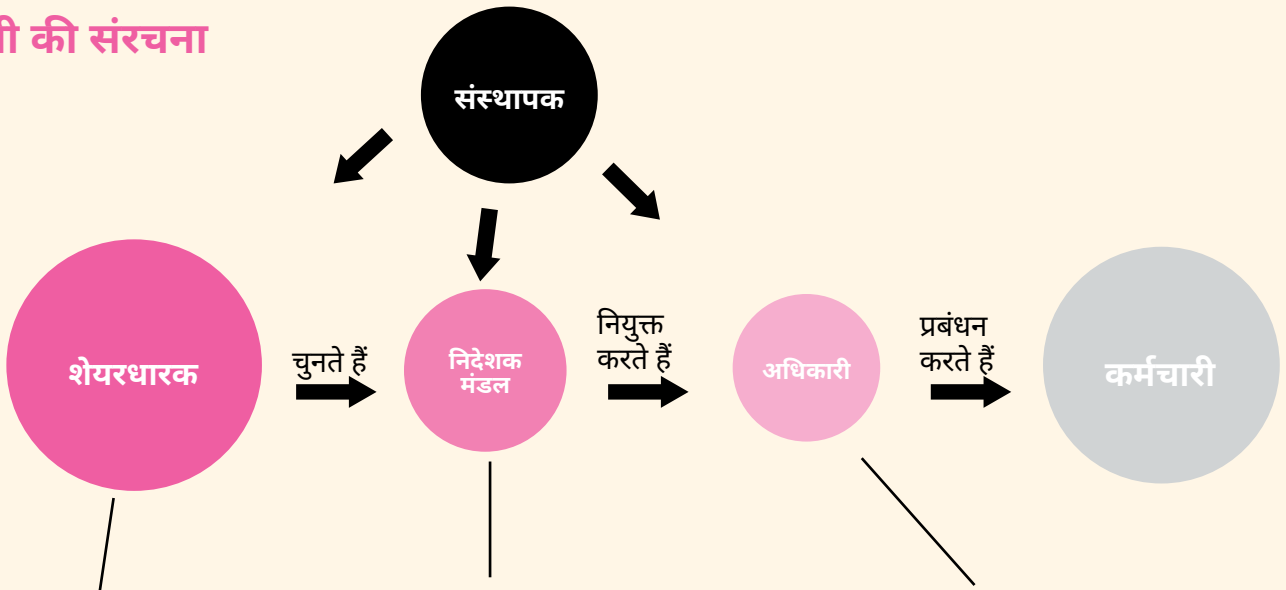 की संरचना
संस्थापक
शेयरधारक
चुनते हैं
निदेशक
मंडल
नियुक्त
करते हैं
अधिकारी
प्रबंधन
करते हैं
कर्मचारी